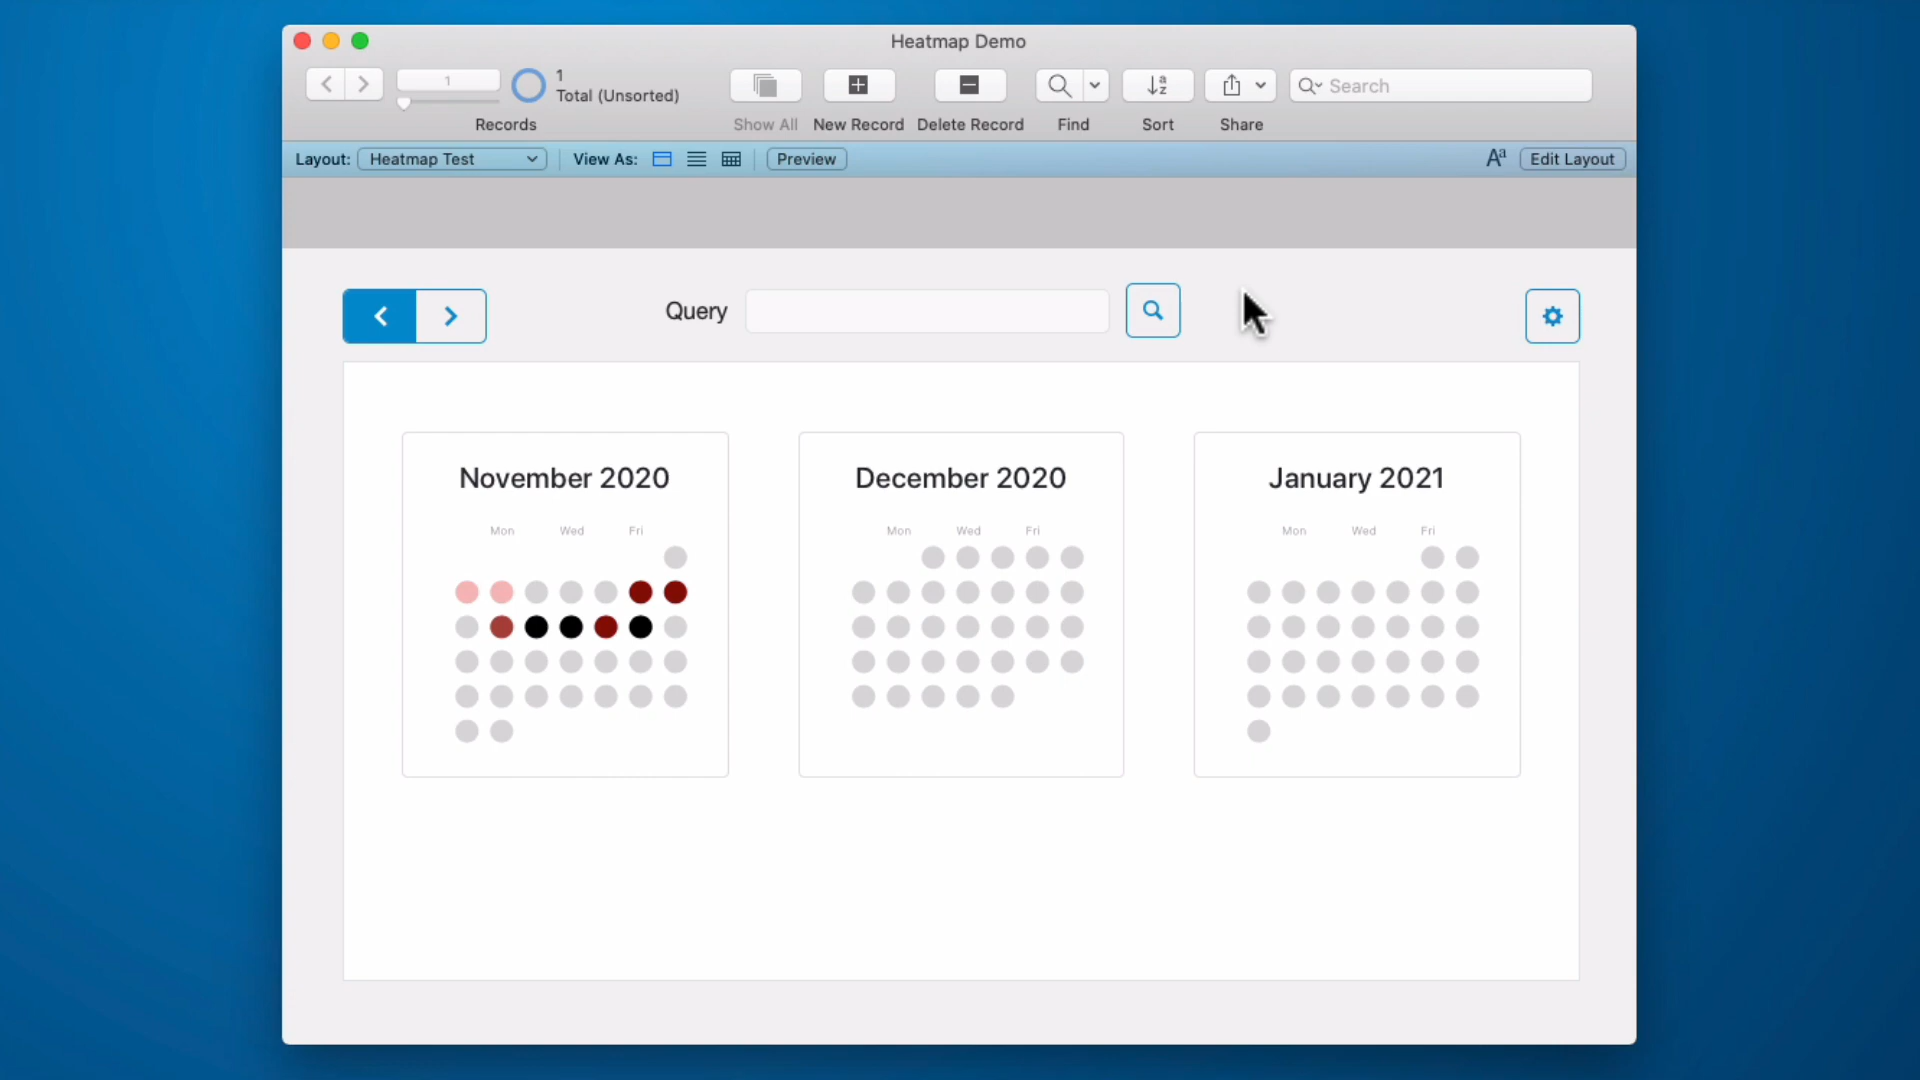 Heatmap Demo
1
1
Total (Unsorted)
Search
Records
Show All
New Record
Delete Record
Find
Sort
Share
Layout:
Heatmap Test
View As:
Preview
Aa
Edit Layout
Query
November 2020
December 2020
January 2021
Mon Wed Fri
Mon Wed Fri
Mon Wed Fri